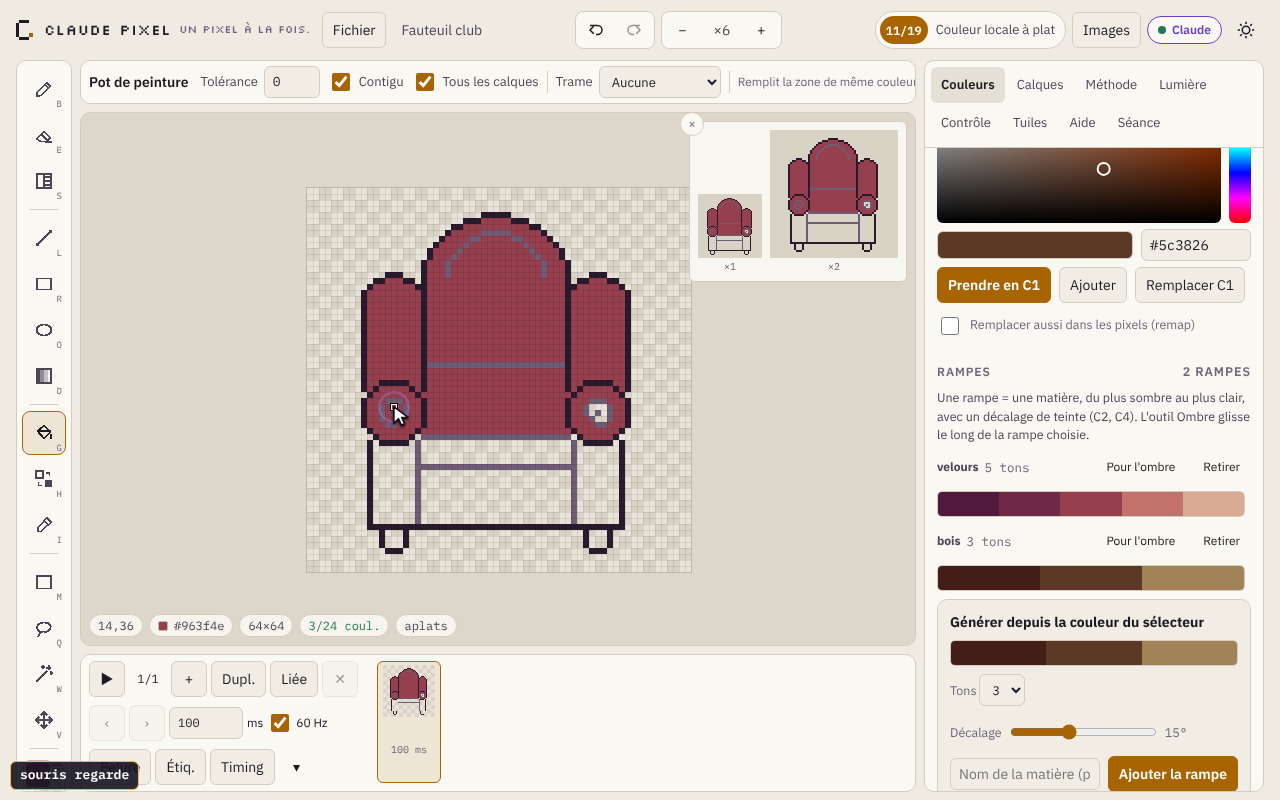 CLAUDE PIXEL UN PIXEL À LA FOIS. Fichier Fauteuil club − ×6 + 11/19 Couleur locale à plat Images Claude
Pot de peinture Tolérance 0 Contigu Tous les calques Trame Aucune Remplit la zone de même couleur
B
E
S
L
R
O
D
G
H
I
M
Q
W
V
×
×1 ×2
14,36 #963f4e 64×64 3/24 coul. aplats
1/1 + Dupl. Liée ×
‹ › 100 ms 60 Hz
Étiq. Timing ▼
100 ms
souris regarde
Couleurs Calques Méthode Lumière
Contrôle Tuiles Aide Séance
#5c3826
Prendre en C1 Ajouter Remplacer C1
Remplacer aussi dans les pixels (remap)
RAMPES 2 RAMPES
Une rampe = une matière, du plus sombre au plus clair,
avec un décalage de teinte (C2, C4). L'outil Ombre glisse
le long de la rampe choisie.
velours 5 tons Pour l'ombre Retirer
bois 3 tons Pour l'ombre Retirer
Générer depuis la couleur du sélecteur
Tons 3
Décalage 15°
Nom de la matière (p Ajouter la rampe